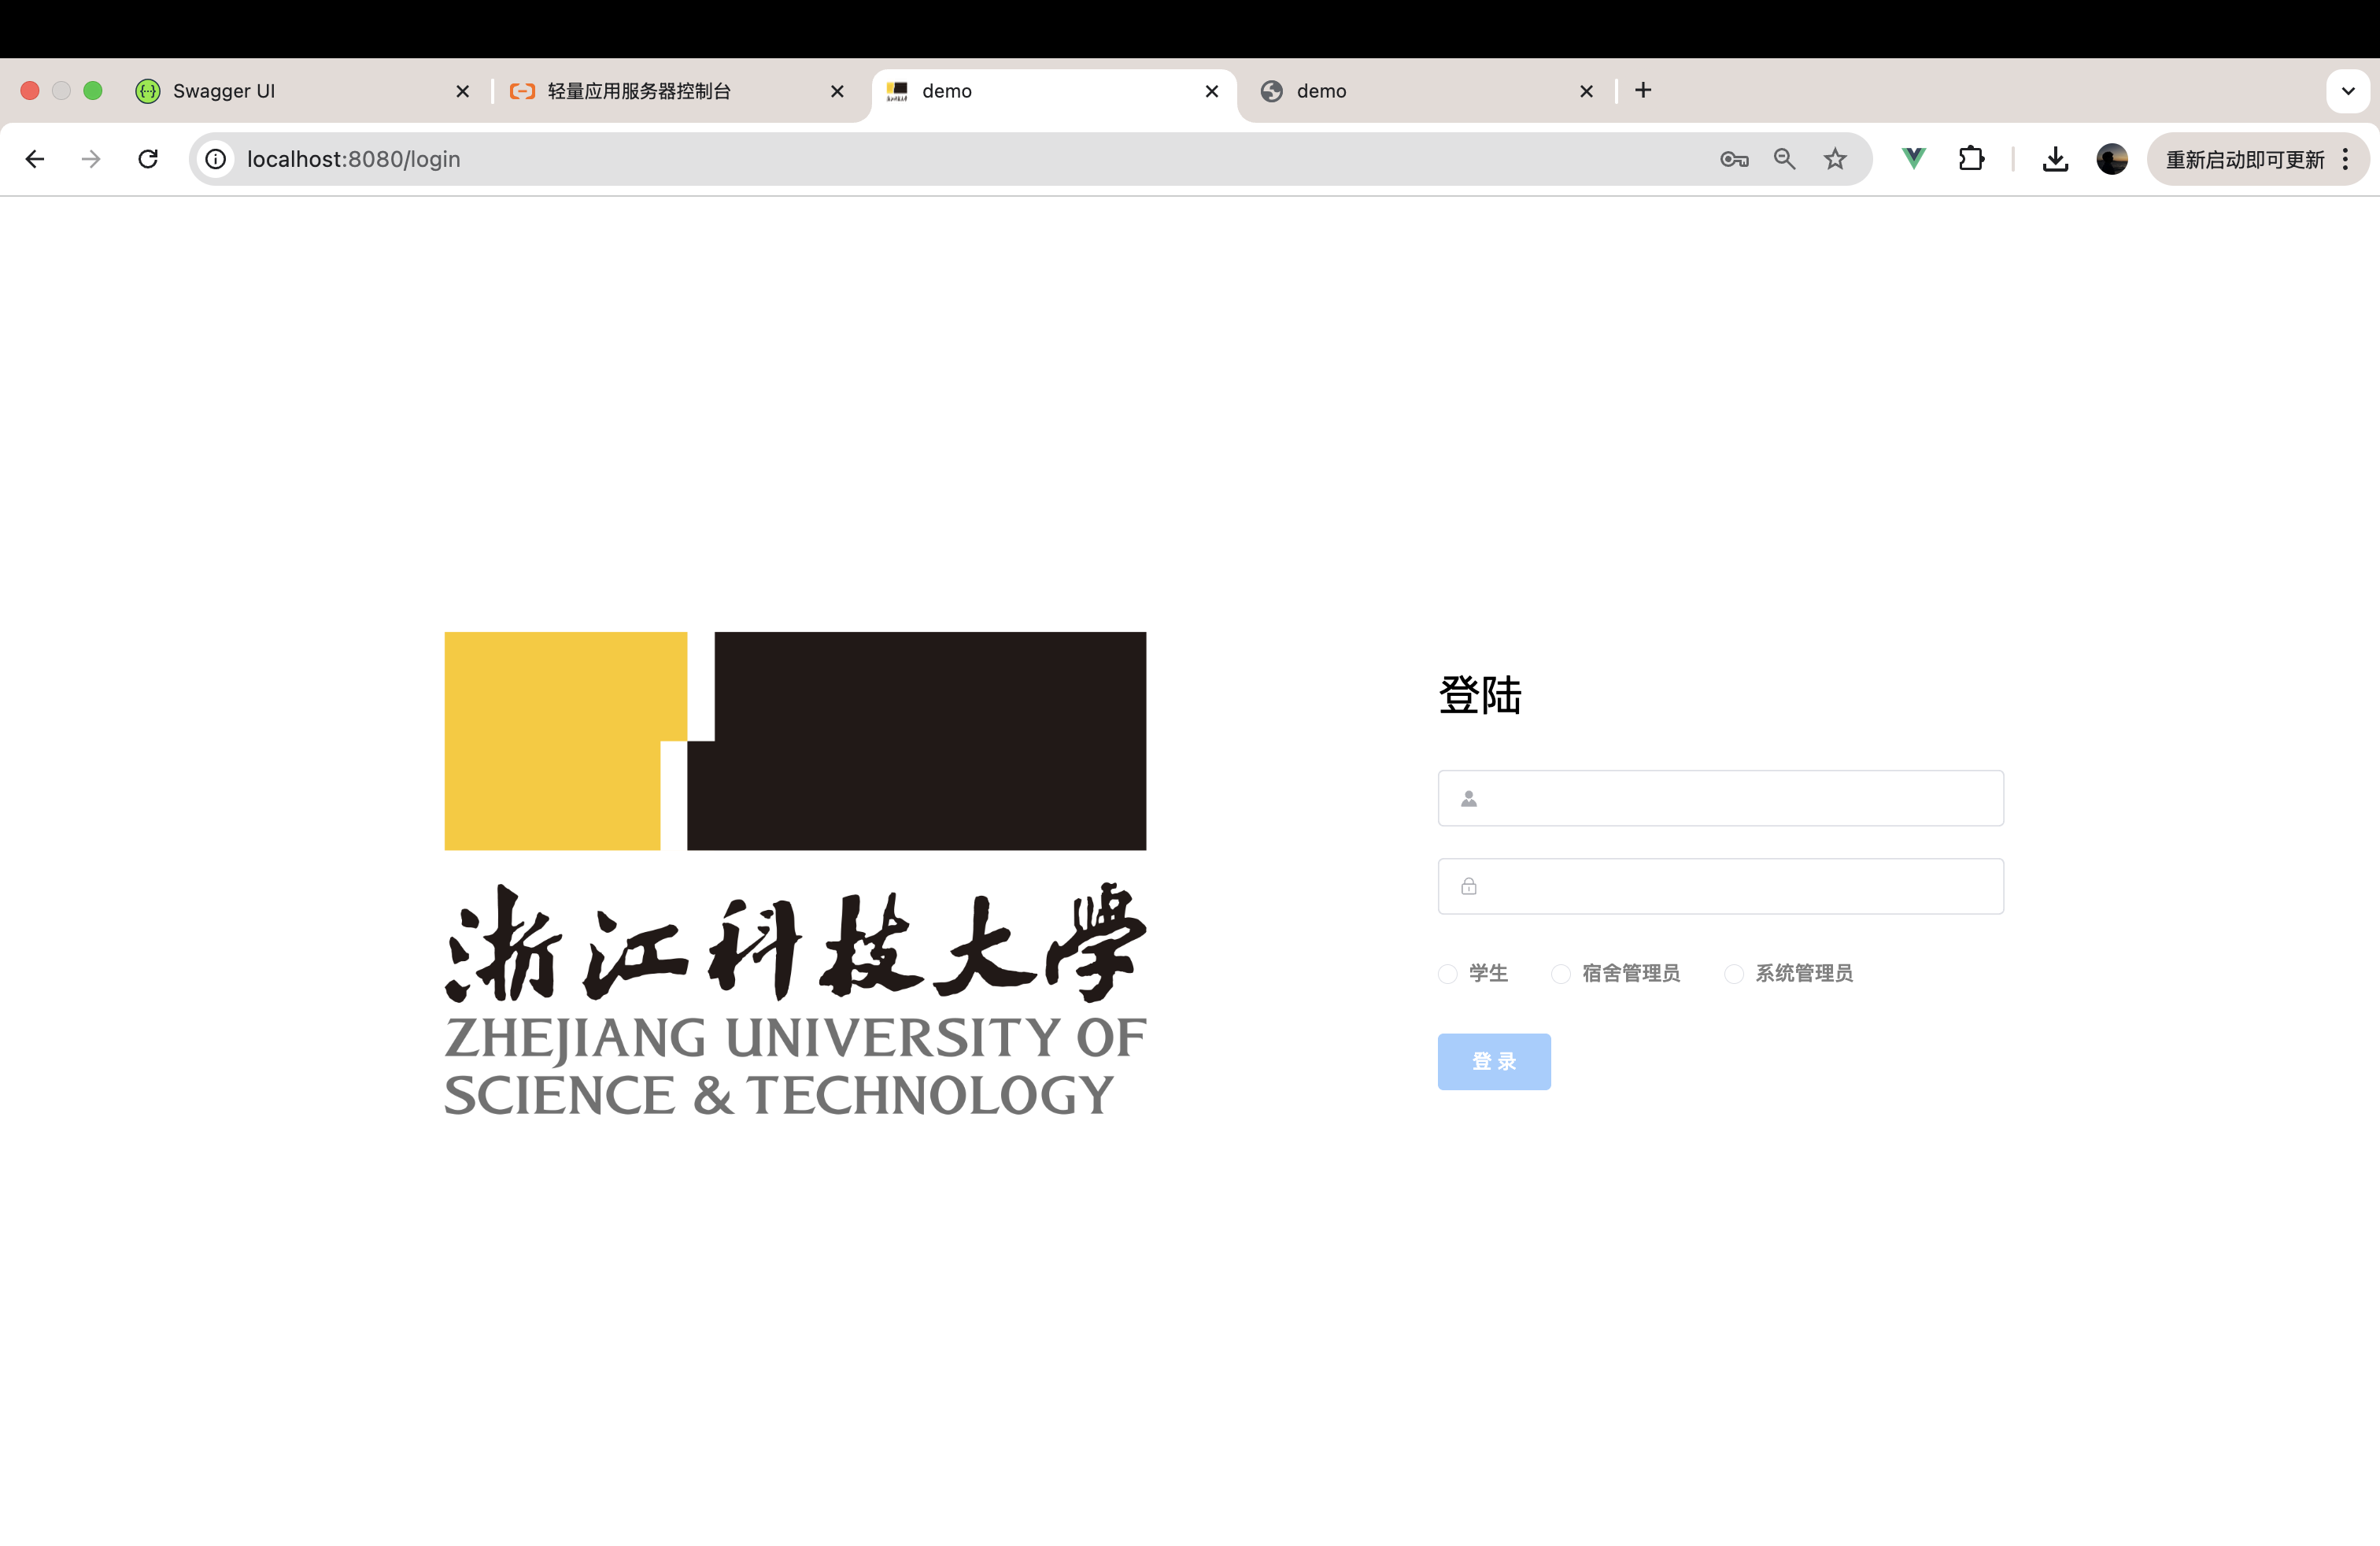 Swagger UI
轻量应用服务器控制台
demo
demo
localhost:8080/login
重新启动即可更新
浙江科技大學
ZHEJIANG UNIVERSITY OF
SCIENCE & TECHNOLOGY
登陆
学生 宿舍管理员 系统管理员
登 录